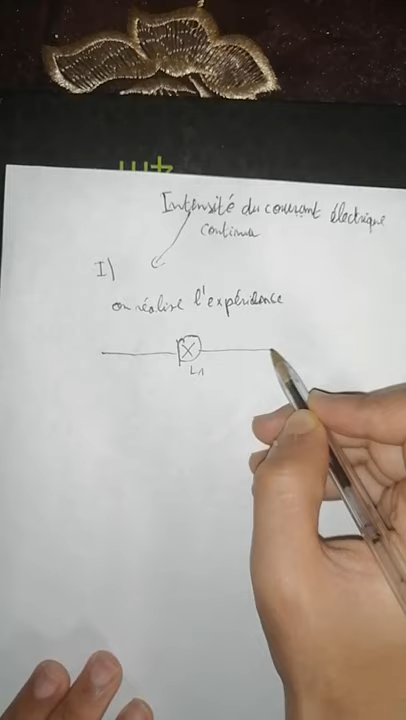 Intensité du courant électrique
continu
I)
on réalise l'expérience
L1